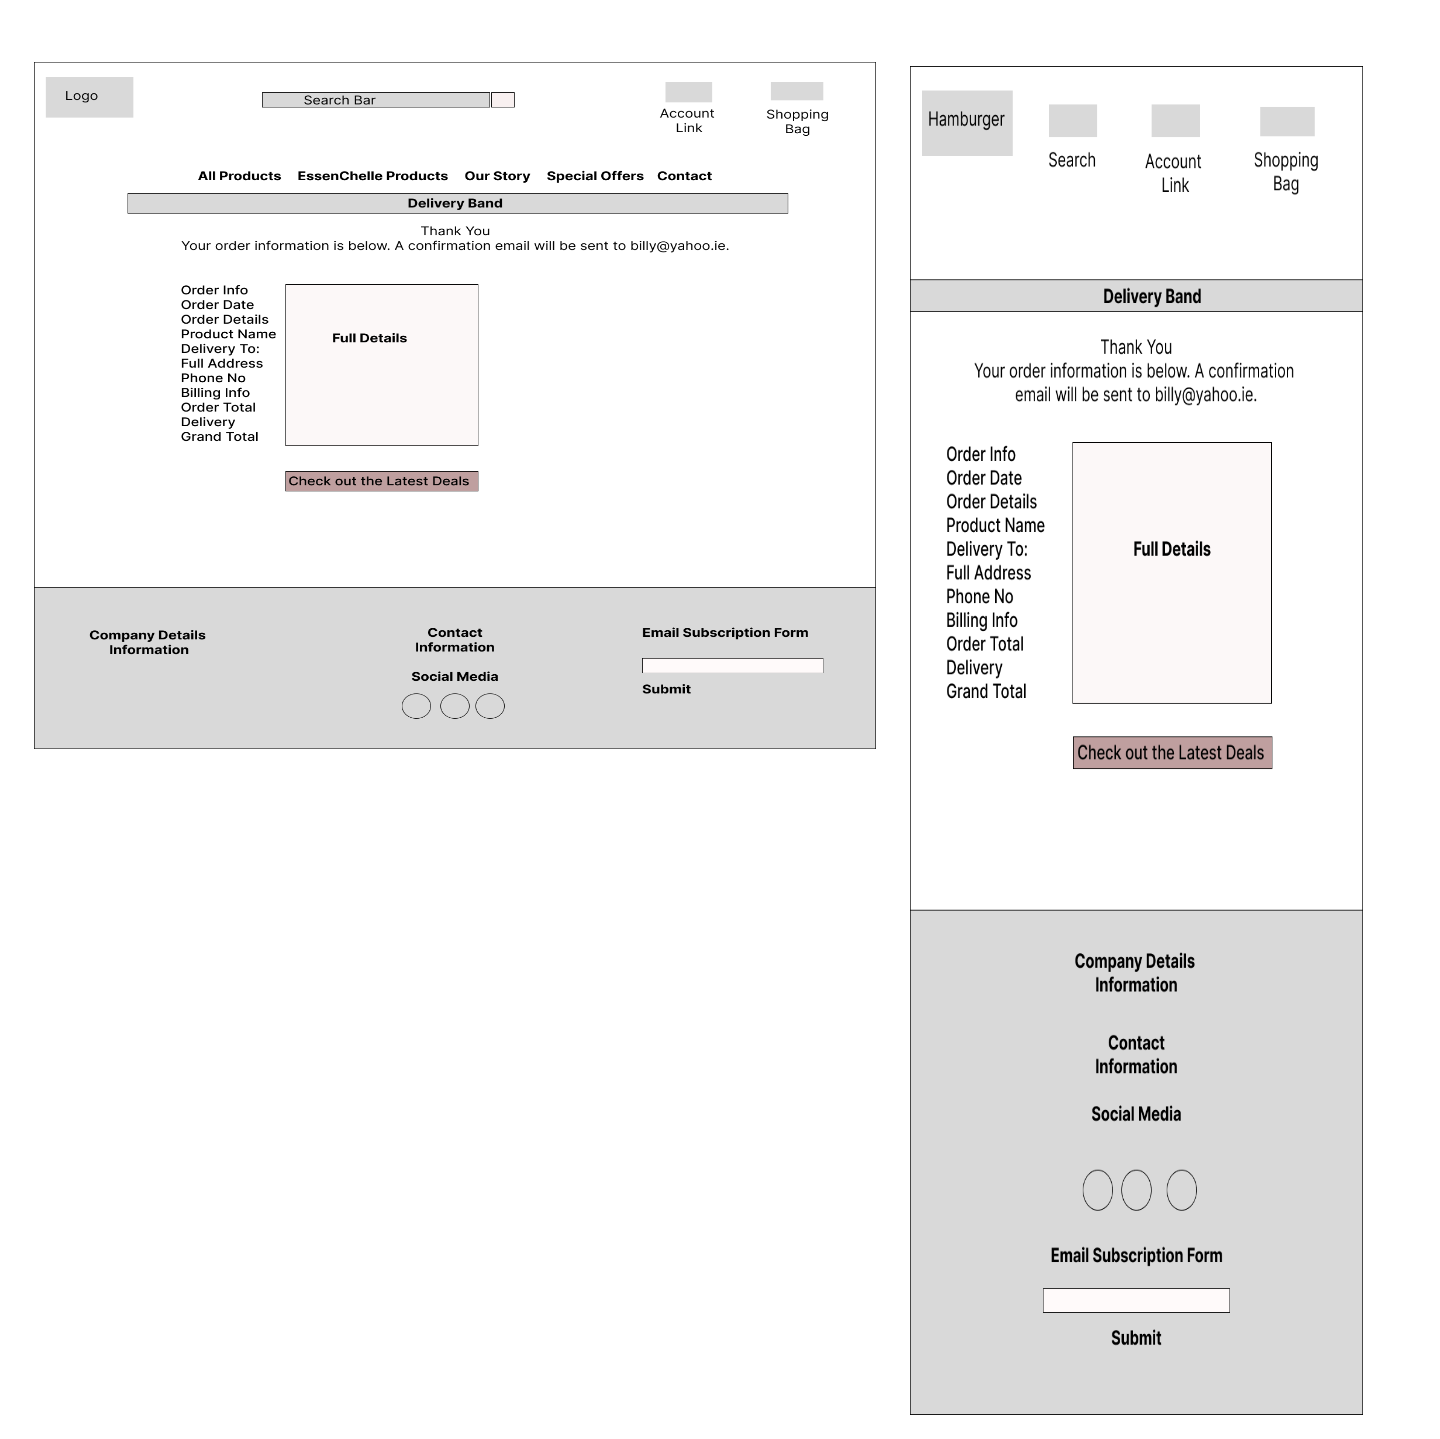 Logo
Search Bar
Account
Link
Shopping
Bag
All Products EssenChelle Products Our Story Special Offers Contact
Delivery Band
Thank You
Your order information is below. A confirmation email will be sent to billy@yahoo.ie.
Order Info
Order Date
Order Details
Product Name
Delivery To:
Full Address
Phone No
Billing Info
Order Total
Delivery
Grand Total
Full Details
Check out the Latest Deals
Company Details
Information
Contact
Information
Social Media
Email Subscription Form
Submit
Hamburger
Search
Account
Link
Shopping
Bag
Delivery Band
Thank You
Your order information is below. A confirmation
email will be sent to billy@yahoo.ie.
Order Info
Order Date
Order Details
Product Name
Delivery To:
Full Address
Phone No
Billing Info
Order Total
Delivery
Grand Total
Full Details
Check out the Latest Deals
Company Details
Information
Contact
Information
Social Media
Email Subscription Form
Submit